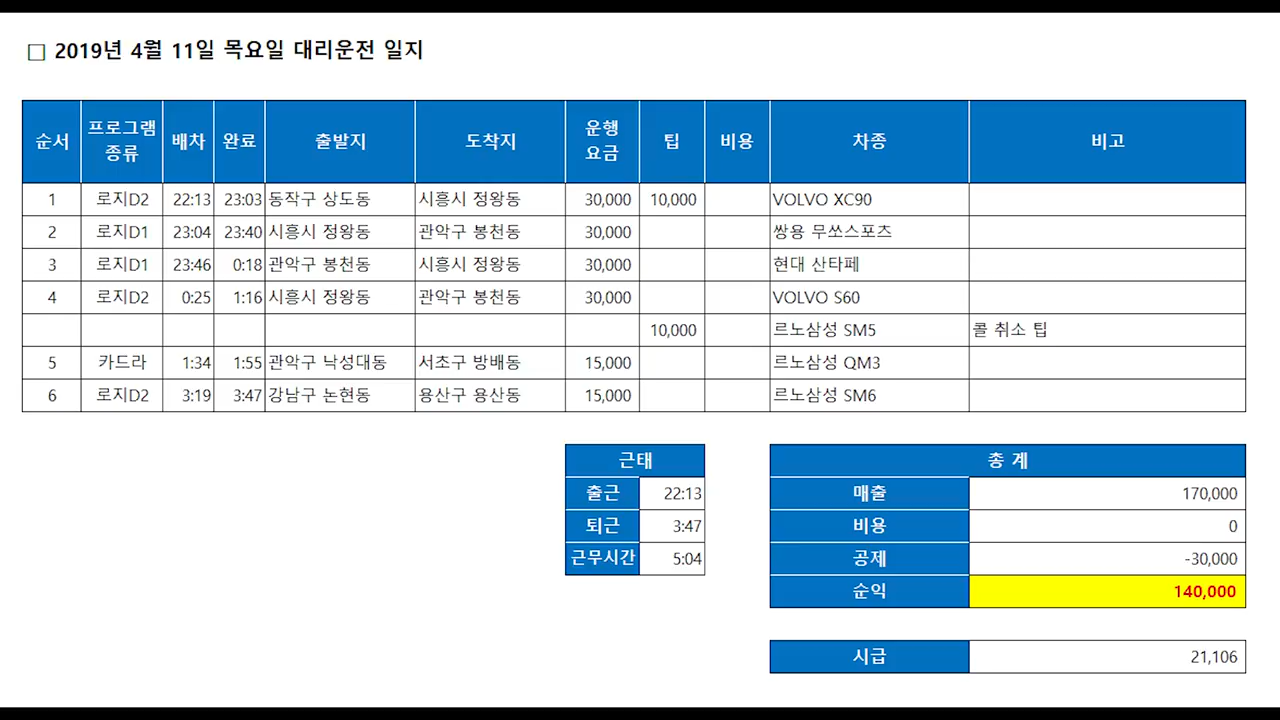 □ 2019년 4월 11일 목요일 대리운전 일지
순서 프로그램 종류 배차 완료 출발지 도착지 운행 요금 팁 비용 차종 비고
1 로지D2 22:13 23:03 동작구 상도동 시흥시 정왕동 30,000 10,000 VOLVO XC90
2 로지D1 23:04 23:40 시흥시 정왕동 관악구 봉천동 30,000 쌍용 무쏘스포츠
3 로지D1 23:46 0:18 관악구 봉천동 시흥시 정왕동 30,000 현대 산타페
4 로지D2 0:25 1:16 시흥시 정왕동 관악구 봉천동 30,000 VOLVO S60
10,000 르노삼성 SM5 콜 취소 팁
5 카드라 1:34 1:55 관악구 낙성대동 서초구 방배동 15,000 르노삼성 QM3
6 로지D2 3:19 3:47 강남구 논현동 용산구 용산동 15,000 르노삼성 SM6
근태
출근 22:13
퇴근 3:47
근무시간 5:04
총 계
매출 170,000
비용 0
공제 -30,000
순익 140,000
시급 21,106